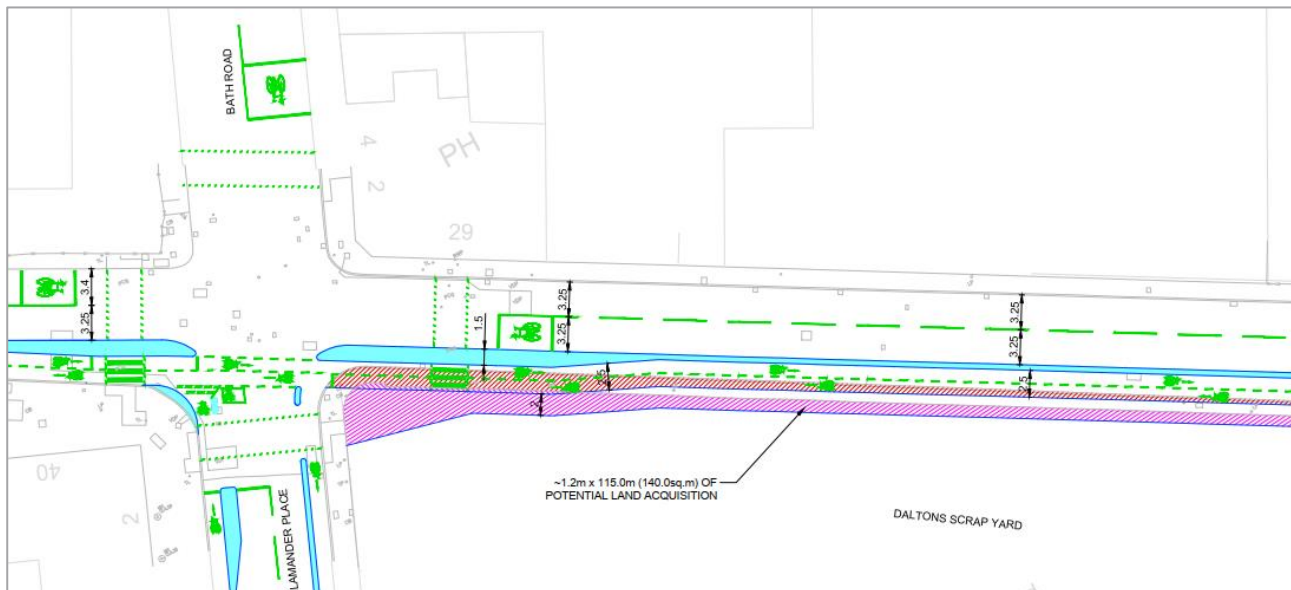 BATH ROAD
4
2
PH
29
3.4
3.25
1.5
3.25
3.25
3.25
3.25
2.5
2.5
2
~1.2m x 115.0m (140.0sq.m) OF
POTENTIAL LAND ACQUISITION
DALTONS SCRAP YARD
40
2
LAMANDER PLACE